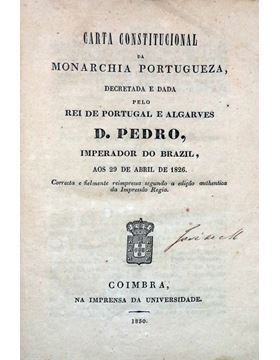 CARTA CONSTITUCIONAL
DA
MONARCHIA PORTUGUEZA,
DECRETADA E DADA
PELO
REI DE PORTUGAL E ALGARVES
D. PEDRO,
IMPERADOR DO BRAZIL,
AOS 29 DE ABRIL DE 1826.
Correcta e fielmente reimpressa segundo a edição authentica
da Impressão Regia.
COIMBRA,
NA IMPRENSA DA UNIVERSIDADE.
1850.